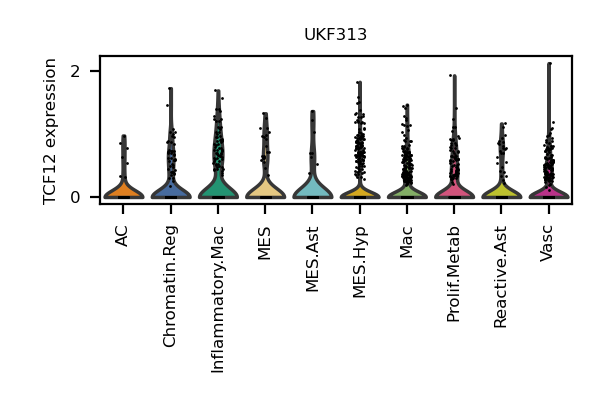 UKF313
TCF12 expression
2
0
AC
Chromatin.Reg
Inflammatory.Mac
MES
MES.Ast
MES.Hyp
Mac
Prolif.Metab
Reactive.Ast
Vasc